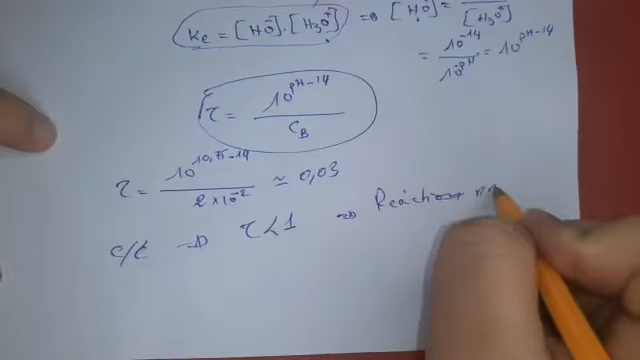 Ke = [HO⁻].[H₃O⁺] ⇒ [HO⁻] = ――/[H₃O⁺]
= 10⁻¹⁴/10⁻ᵖᴴ = 10ᵖᴴ⁻¹⁴
τ = 10ᵖᴴ⁻¹⁴/C_B
τ = 10^(10,75-14)/(2×10⁻²) ≃ 0,03
c/c ⇒ τ<1 ⇒ Réaction